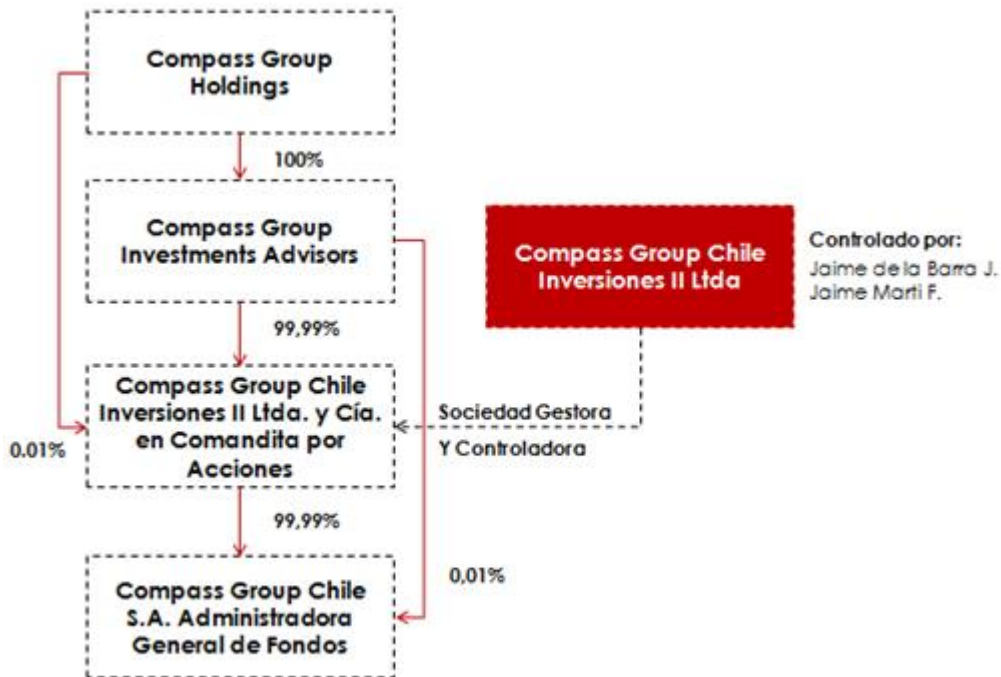 Compass Group
Holdings
100%
Compass Group
Investments Advisors
Compass Group Chile
Inversiones II Ltda
Controlado por:
Jaime de la Barra J.
Jaime Marti F.
99,99%
Compass Group Chile
Inversiones II Ltda. y Cía.
en Comandita por
Acciones
0.01%
Sociedad Gestora
Y Controladora
99,99%
0,01%
Compass Group Chile
S.A. Administradora
General de Fondos